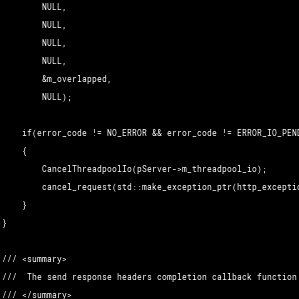 NULL,
NULL,
NULL,
NULL,
&m_overlapped,
NULL);
if(error_code != NO_ERROR && error_code != ERROR_IO_PEND
{
CancelThreadpoolIo(pServer->m_threadpool_io);
cancel_request(std::make_exception_ptr(http_exceptio
}
}
/// <summary>
/// The send response headers completion callback function
/// </summary>